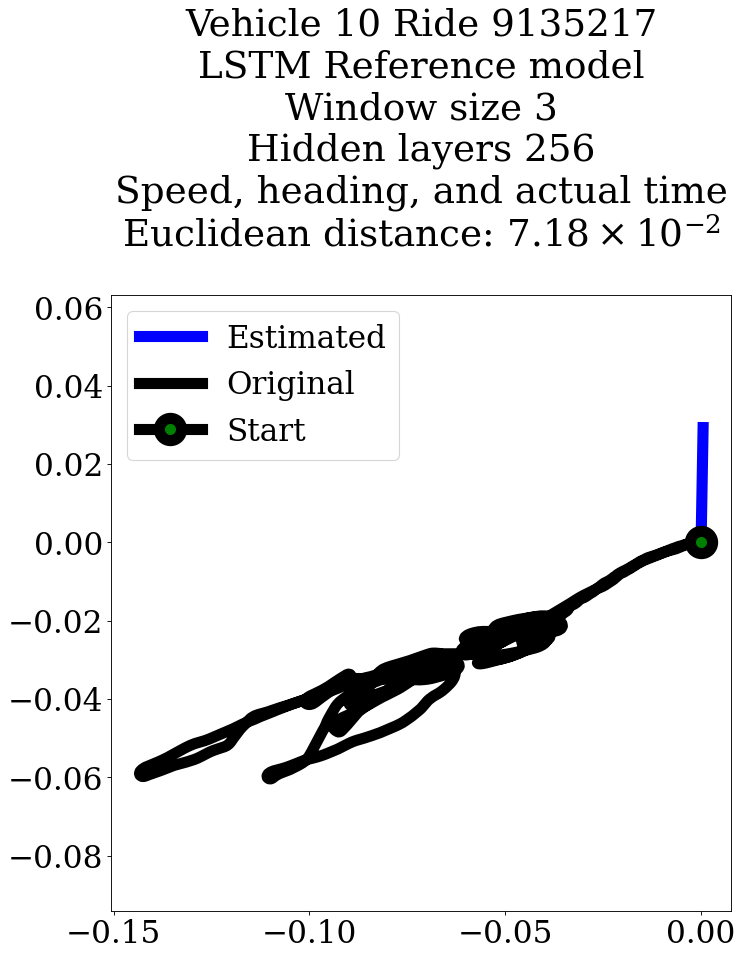 Vehicle 10 Ride 9135217
LSTM Reference model
Window size 3
Hidden layers 256
Speed, heading, and actual time
Euclidean distance: 7.18 × 10⁻²
0.06
0.04
0.02
0.00
−0.02
−0.04
−0.06
−0.08
Estimated
Original
Start
−0.15 −0.10 −0.05 0.00